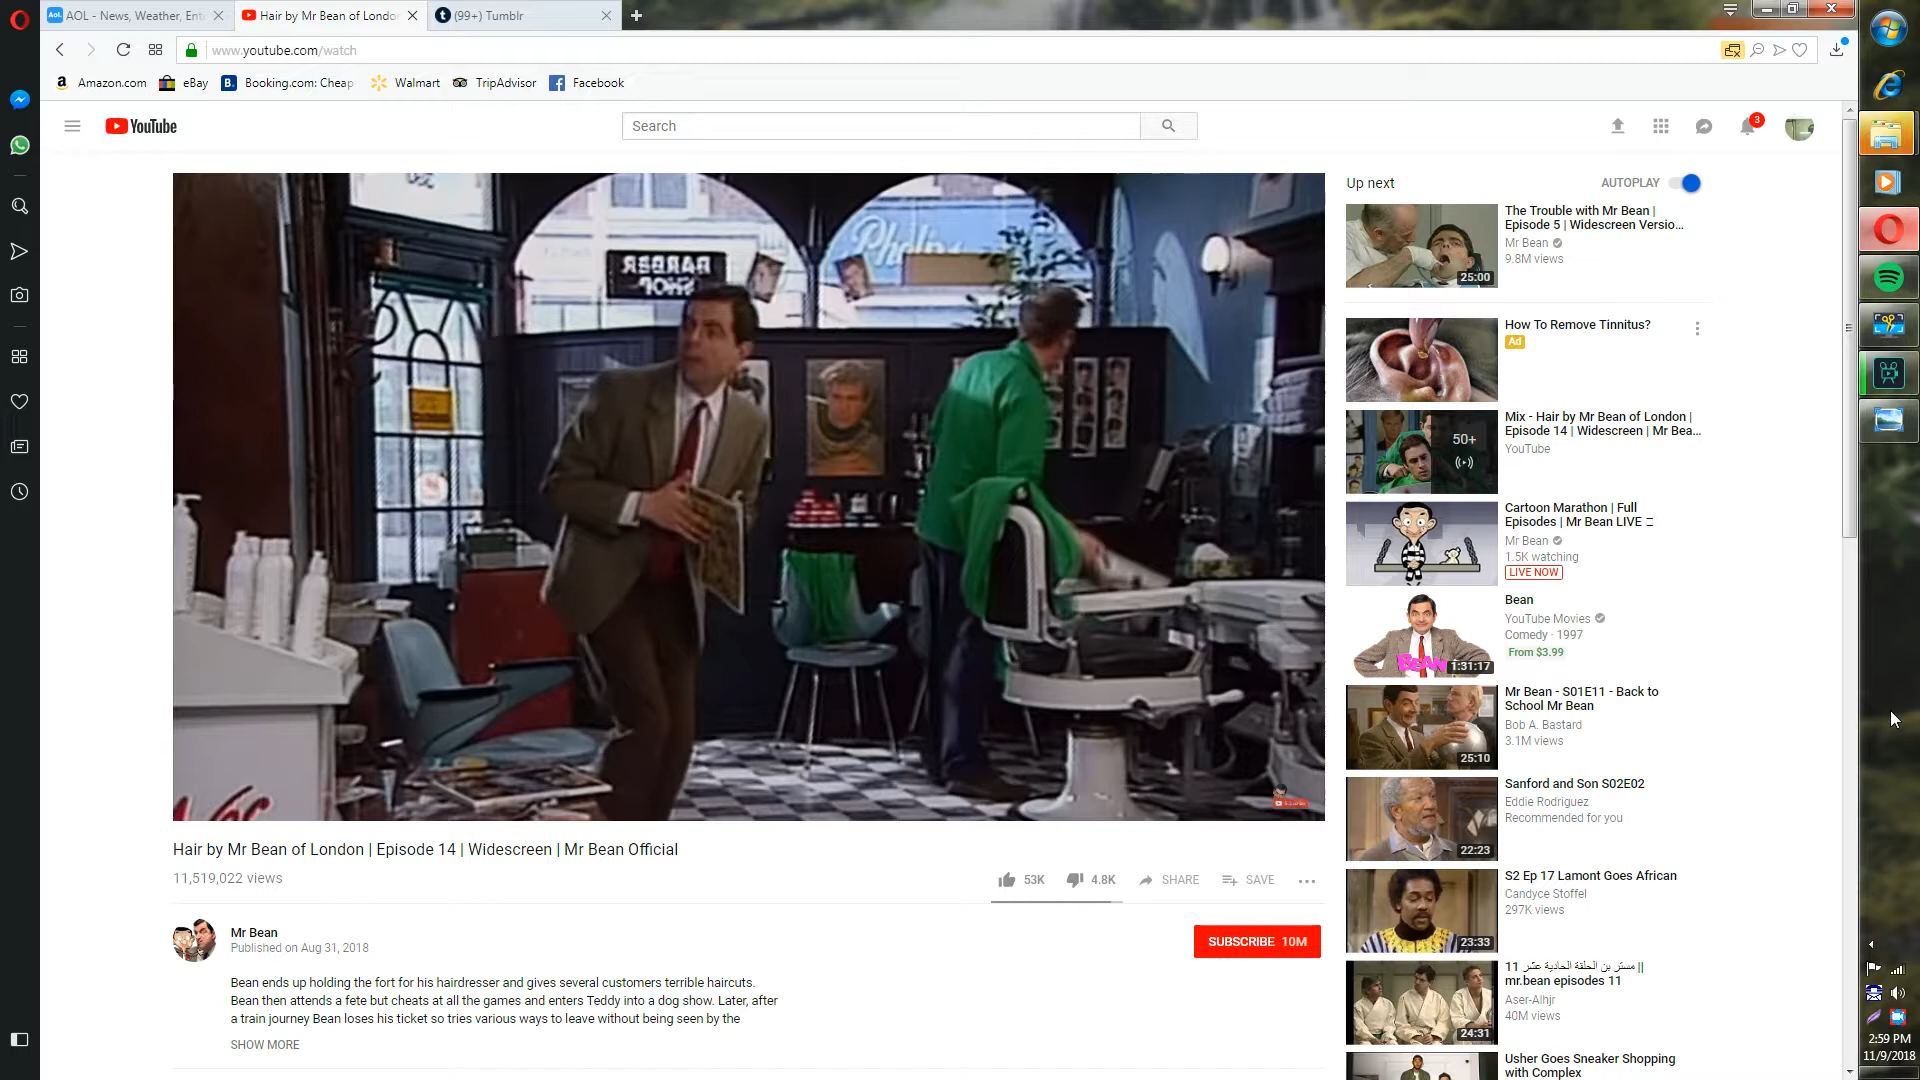 AOL - News, Weather, Ent
Hair by Mr Bean of London
(99+) Tumblr
www.youtube.com/watch
Amazon.com
eBay
Booking.com: Cheap
Walmart
TripAdvisor
Facebook
YouTube
Search
3
BARBER
SHOP
Hair by Mr Bean of London | Episode 14 | Widescreen | Mr Bean Official
11,519,022 views
53K
4.8K
SHARE
SAVE
Mr Bean
Published on Aug 31, 2018
SUBSCRIBE 10M
Bean ends up holding the fort for his hairdresser and gives several customers terrible haircuts.
Bean then attends a fete but cheats at all the games and enters Teddy into a dog show. Later, after
a train journey Bean loses his ticket so tries various ways to leave without being seen by the
SHOW MORE
Up next
AUTOPLAY
The Trouble with Mr Bean |
Episode 5 | Widescreen Versio...
Mr Bean
9.8M views
25:00
How To Remove Tinnitus?
Ad
Mix - Hair by Mr Bean of London |
Episode 14 | Widescreen | Mr Bea...
YouTube
50+
Cartoon Marathon | Full
Episodes | Mr Bean LIVE
Mr Bean
1.5K watching
LIVE NOW
Bean
YouTube Movies
Comedy · 1997
From $3.99
BEAN
1:31:17
Mr Bean - S01E11 - Back to
School Mr Bean
Bob A. Bastard
3.1M views
25:10
Sanford and Son S02E02
Eddie Rodriguez
Recommended for you
22:23
S2 Ep 17 Lamont Goes African
Candyce Stoffel
297K views
23:33
مستر بن الحلقة الحادية عشر 11 ||
mr.bean episodes 11
Aser-Alhjr
40M views
24:31
Usher Goes Sneaker Shopping
with Complex
2:59 PM
11/9/2018